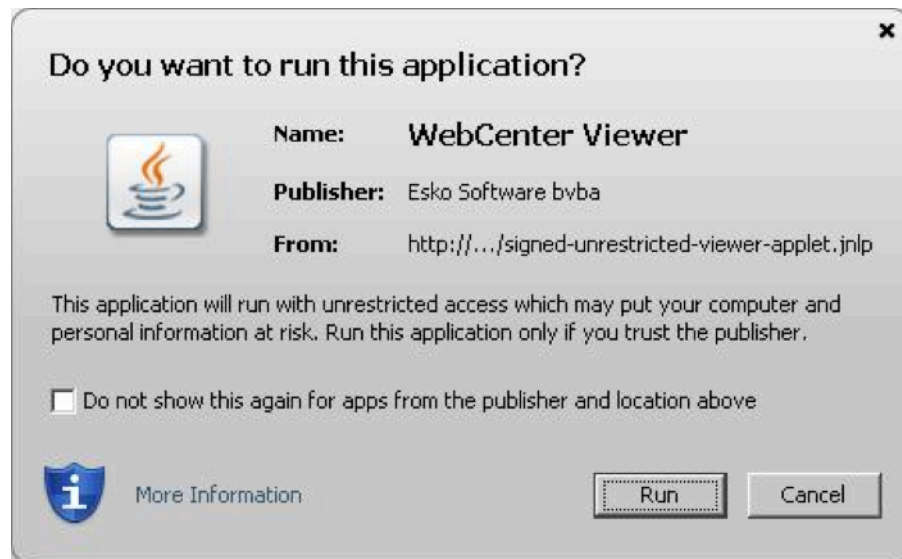 Do you want to run this application?
Name: WebCenter Viewer
Publisher: Esko Software bvba
From: http://.../signed-unrestricted-viewer-applet.jnlp
This application will run with unrestricted access which may put your computer and
personal information at risk. Run this application only if you trust the publisher.
Do not show this again for apps from the publisher and location above
More Information
Run Cancel